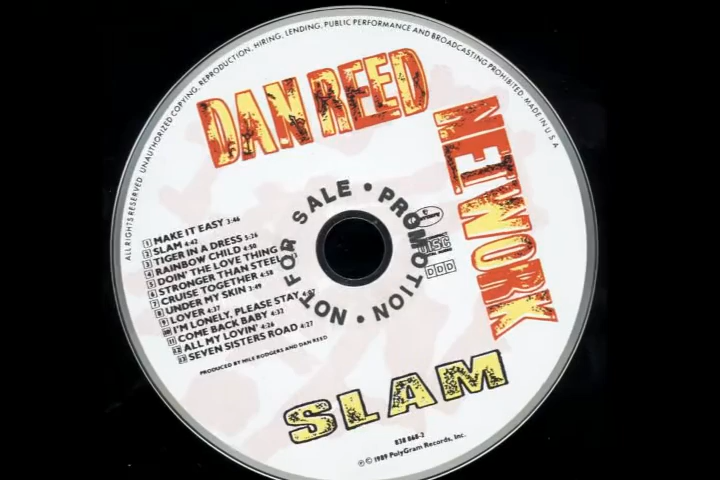 ALL RIGHTS RESERVED. UNAUTHORIZED COPYING, REPRODUCTION, HIRING, LENDING, PUBLIC PERFORMANCE AND BROADCASTING PROHIBITED. MADE IN U S A
DAN REED
NETWORK
NOT FOR SALE • PROMOTION •
DISC
DDD
1 MAKE IT EASY 3:46
2 SLAM 4:42
3 TIGER IN A DRESS 5:26
4 RAINBOW CHILD 4:50
5 DOIN' THE LOVE THING
6 STRONGER THAN STEEL
7 CRUISE TOGETHER 4:58
8 UNDER MY SKIN 3:49
9 LOVER 4:37
10 I'M LONELY, PLEASE STAY 4:07
11 COME BACK BABY 4:32
12 ALL MY LOVIN' 4:26
13 SEVEN SISTERS ROAD 4:27
PRODUCED BY NILE RODGERS AND DAN REED
SLAM
838 868-2
℗ © 1989 PolyGram Records, Inc.